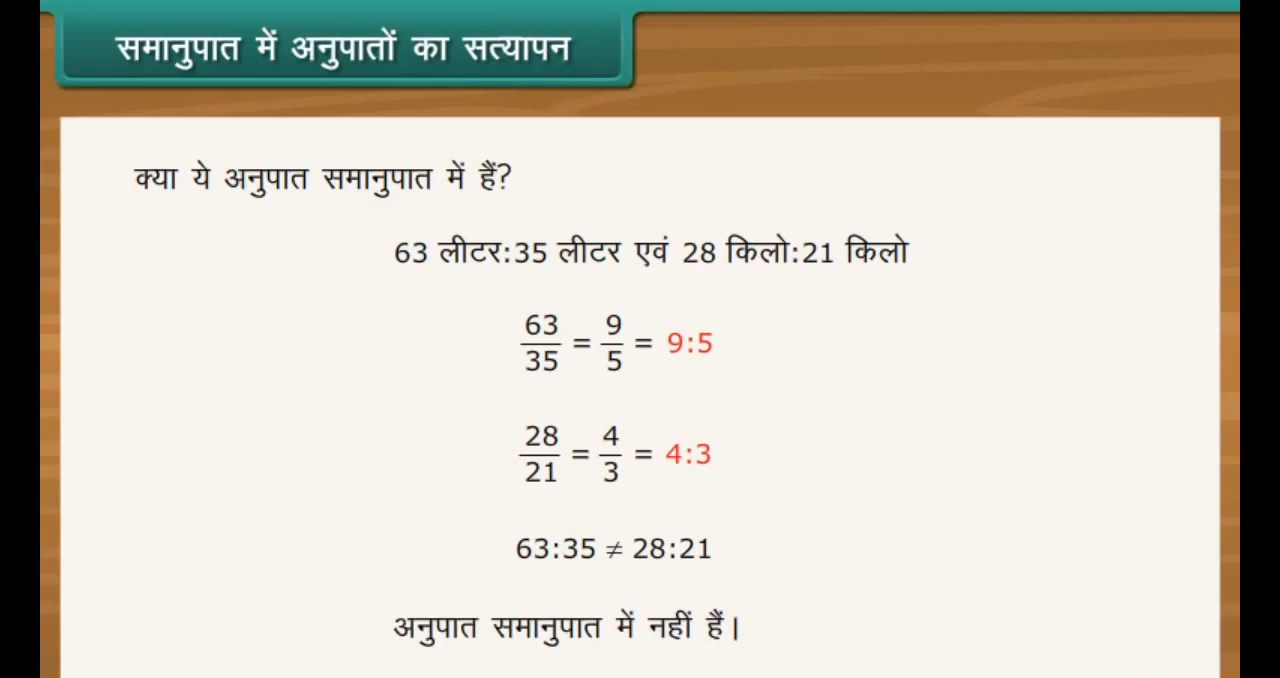 समानुपात में अनुपातों का सत्यापन
क्या ये अनुपात समानुपात में हैं?
63 लीटर:35 लीटर एवं 28 किलो:21 किलो
63/35 = 9/5 = 9:5
28/21 = 4/3 = 4:3
63:35 ≠ 28:21
अनुपात समानुपात में नहीं हैं।